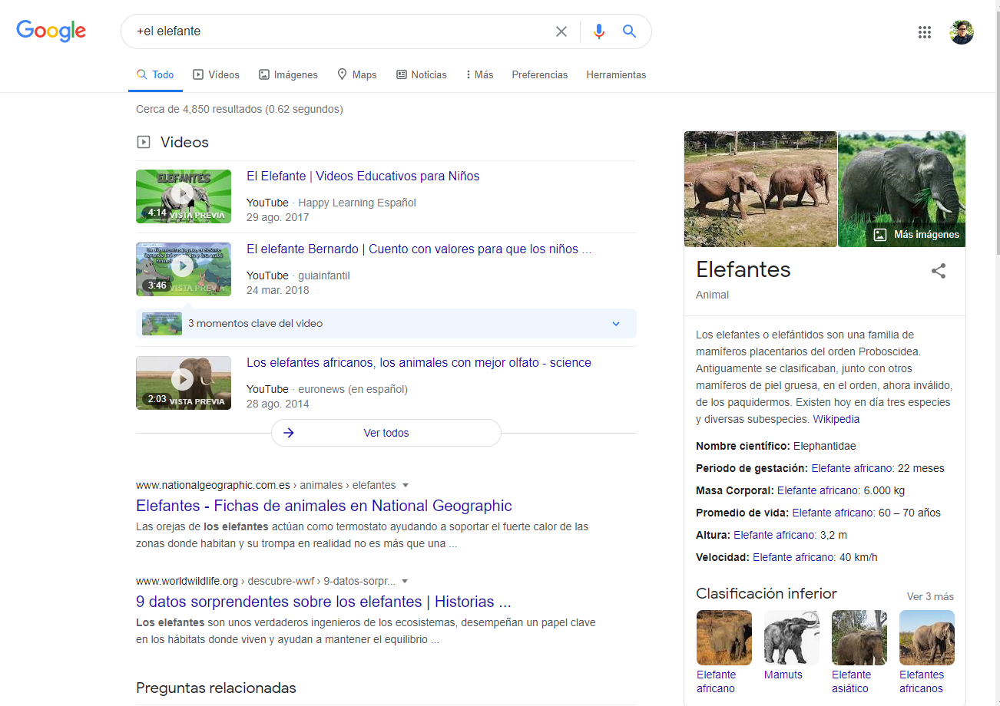 Google
+el elefante
Todo
Vídeos
Imágenes
Maps
Noticias
Más
Preferencias
Herramientas
Cerca de 4,850 resultados (0.62 segundos)
Videos
ELEFANTES
4:14 VISTA PREVIA
El Elefante | Videos Educativos para Niños
YouTube · Happy Learning Español
29 ago. 2017
3:46 VISTA PREVIA
El elefante Bernardo | Cuento con valores para que los niños ...
YouTube · guiainfantil
24 mar. 2018
3 momentos clave del video
2:03 VISTA PREVIA
Los elefantes africanos, los animales con mejor olfato - science
YouTube · euronews (en español)
28 ago. 2014
Ver todos
www.nationalgeographic.com.es › animales › elefantes
Elefantes - Fichas de animales en National Geographic
Las orejas de los elefantes actúan como termostato ayudando a soportar el fuerte calor de las
zonas donde habitan y su trompa en realidad no es más que una ...
www.worldwildlife.org › descubre-wwf › 9-datos-sorpr...
9 datos sorprendentes sobre los elefantes | Historias ...
Los elefantes son unos verdaderos ingenieros de los ecosistemas, desempeñan un papel clave
en los hábitats donde viven y ayudan a mantener el equilibrio ...
Preguntas relacionadas
Más imágenes
Elefantes
Animal
Los elefantes o elefántidos son una familia de
mamíferos placentarios del orden Proboscidea.
Antiguamente se clasificaban, junto con otros
mamíferos de piel gruesa, en el orden, ahora inválido,
de los paquidermos. Existen hoy en día tres especies
y diversas subespecies. Wikipedia
Nombre científico: Elephantidae
Periodo de gestación: Elefante africano: 22 meses
Masa Corporal: Elefante africano: 6.000 kg
Promedio de vida: Elefante africano: 60 – 70 años
Altura: Elefante africano: 3,2 m
Velocidad: Elefante africano: 40 km/h
Clasificación inferior
Ver 3 más
Elefante
africano
Mamuts
Elefante
asiático
Elefantes
africanos